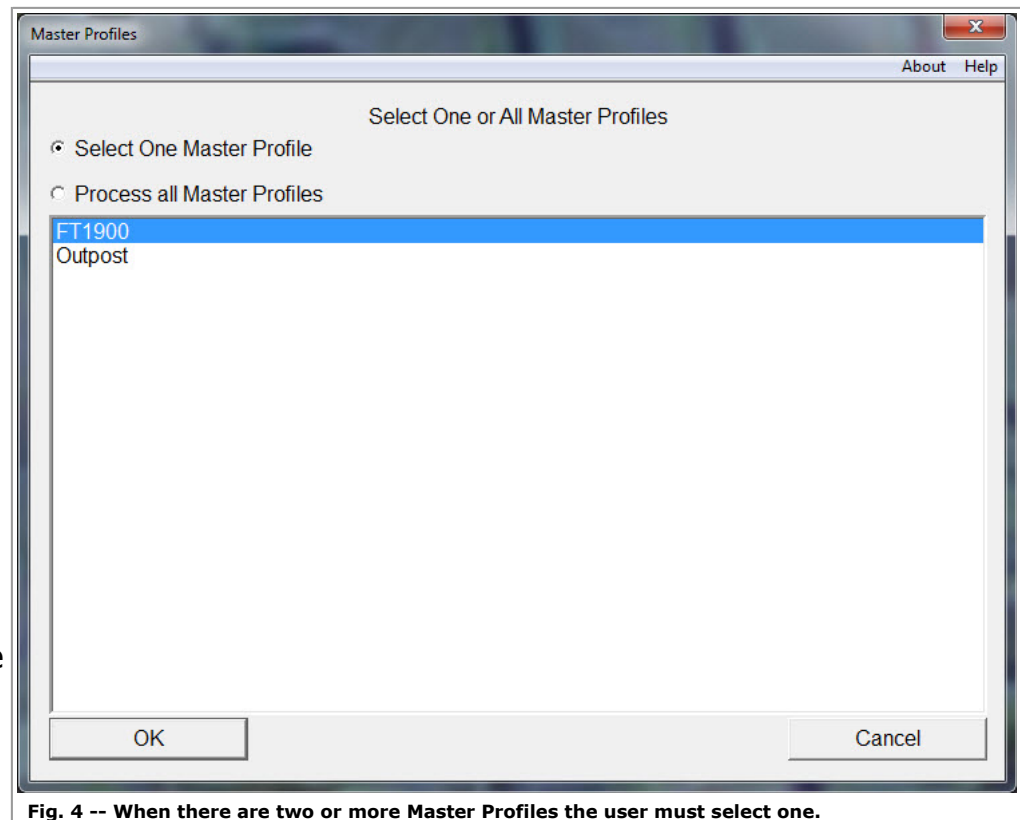 Master Profiles
About Help
Select One or All Master Profiles
Select One Master Profile
Process all Master Profiles
FT1900
Outpost
e
OK Cancel
Fig. 4 -- When there are two or more Master Profiles the user must select one.